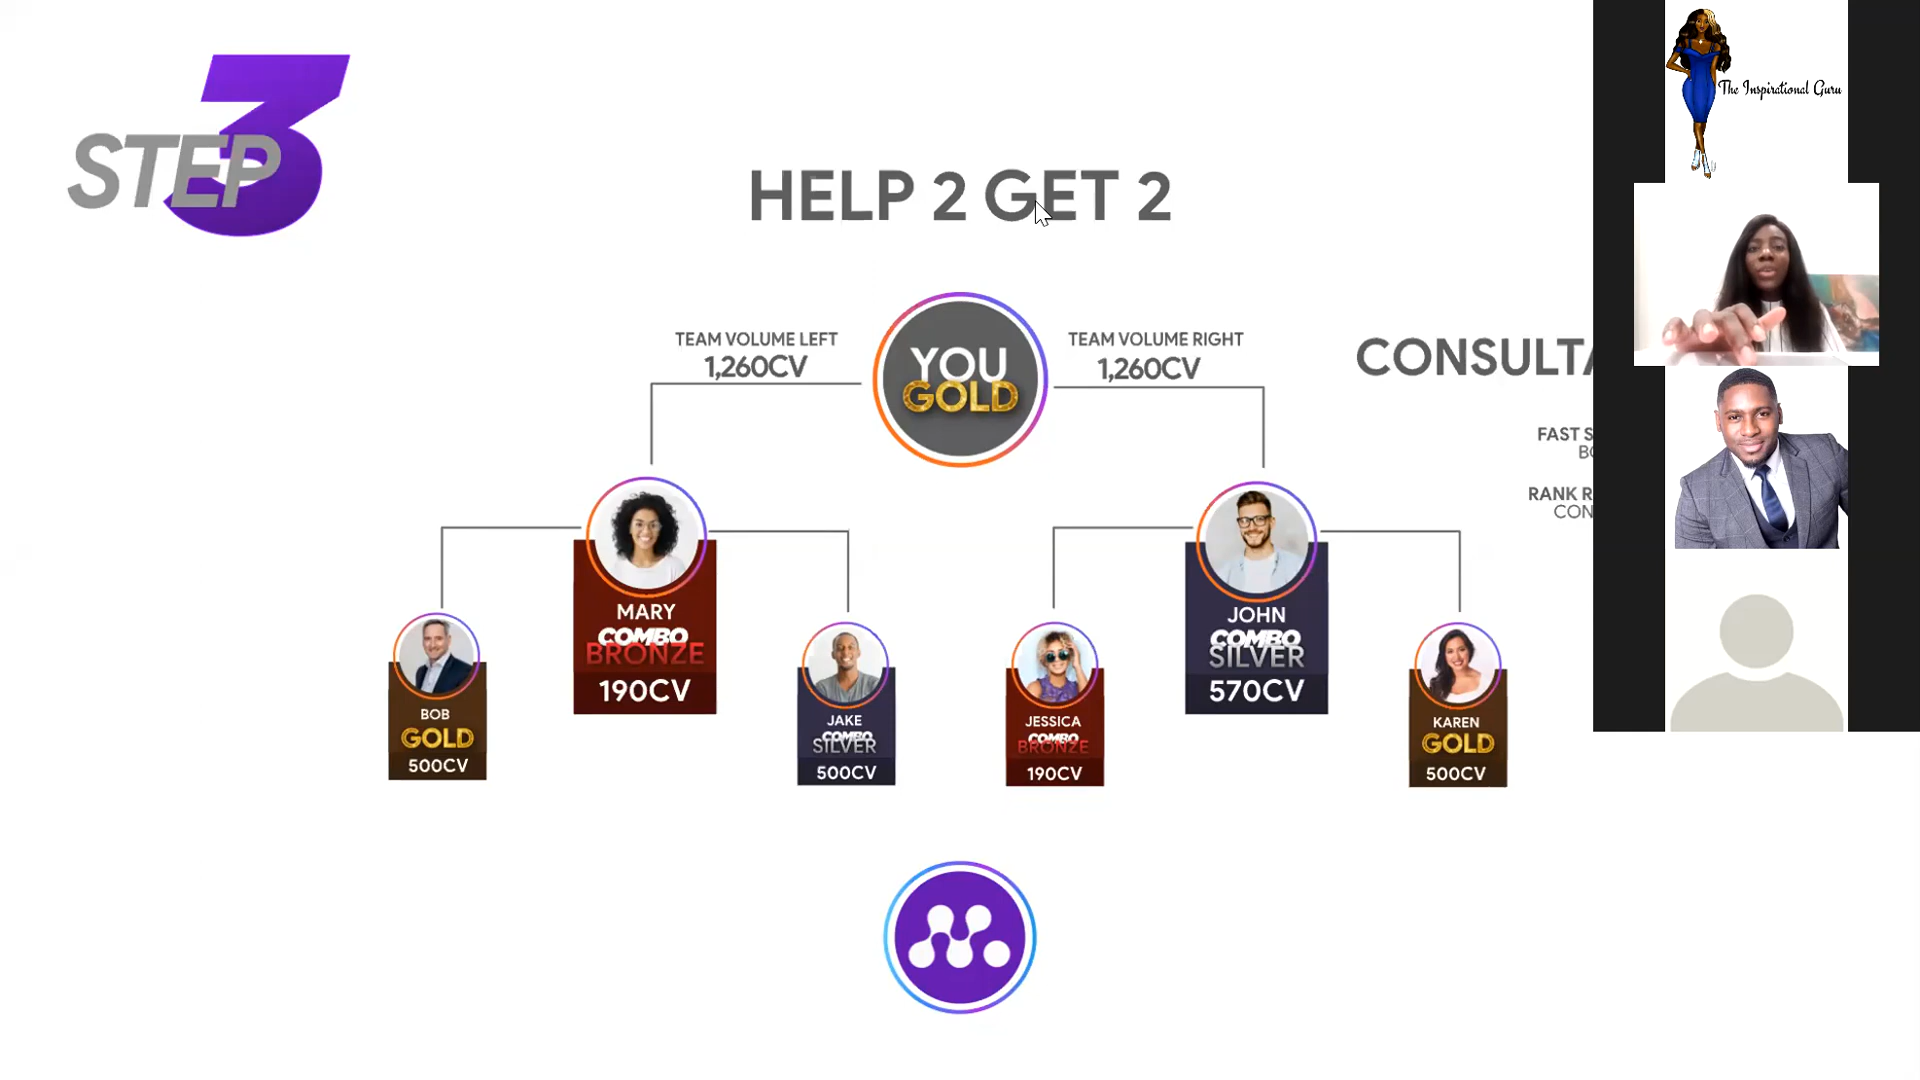 STEP 3
HELP 2 GET 2
TEAM VOLUME LEFT
1,260CV
YOU
GOLD
TEAM VOLUME RIGHT
1,260CV
CONSULTA
FAST S
BO
RANK R
CON
MARY
COMBO
BRONZE
190CV
JOHN
COMBO
SILVER
570CV
BOB
GOLD
500CV
JAKE
COMBO
SILVER
500CV
JESSICA
COMBO
BRONZE
190CV
KAREN
GOLD
500CV
The Inspirational Guru